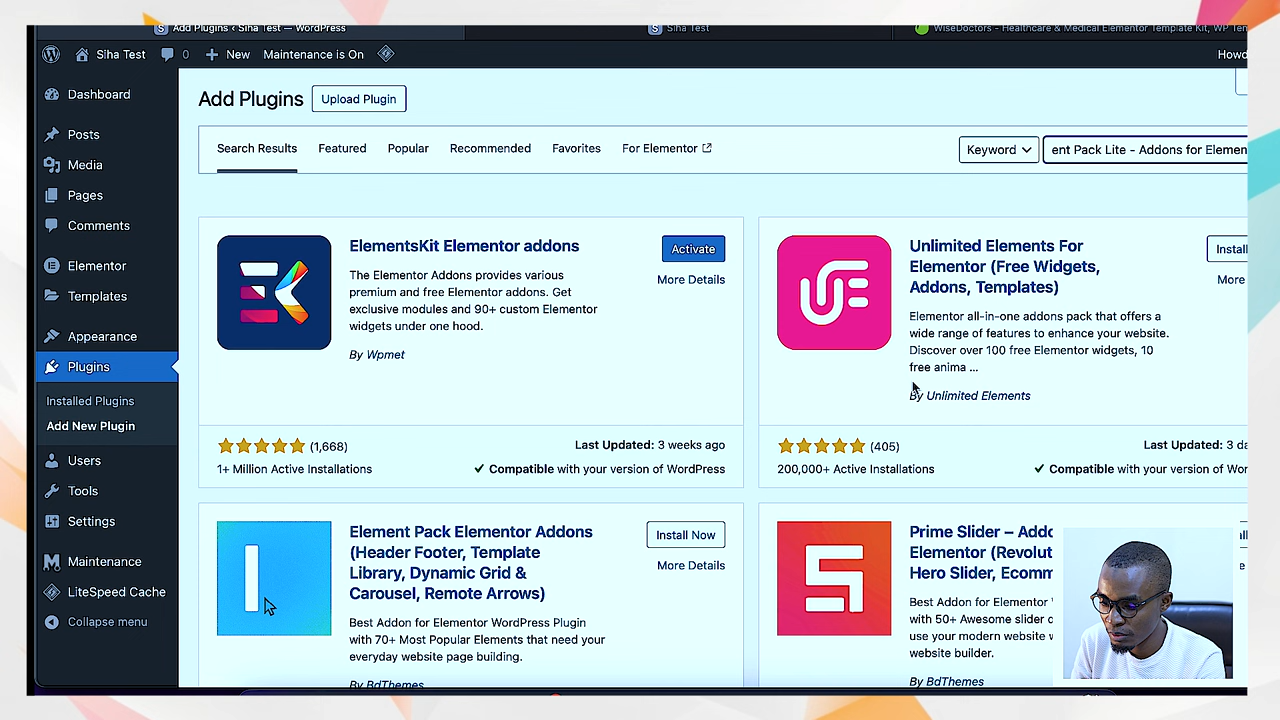 Add Plugins ‹ Siha Test — WordPress
Siha Test
WiseDoctors - Healthcare & Medical Elementor Template Kit, WP Tem
Siha Test
0
New
Maintenance is On
Howd
Dashboard
Posts
Media
Pages
Comments
Elementor
Templates
Appearance
Plugins
Installed Plugins
Add New Plugin
Users
Tools
Settings
Maintenance
LiteSpeed Cache
Collapse menu
Add Plugins
Upload Plugin
Search Results
Featured
Popular
Recommended
Favorites
For Elementor
Keyword
ent Pack Lite - Addons for Elemen
ElementsKit Elementor addons
Activate
More Details
The Elementor Addons provides various
premium and free Elementor addons. Get
exclusive modules and 90+ custom Elementor
widgets under one hood.
By Wpmet
(1,668)
1+ Million Active Installations
Last Updated: 3 weeks ago
Compatible with your version of WordPress
Unlimited Elements For
Elementor (Free Widgets,
Addons, Templates)
Install
More
Elementor all-in-one addons pack that offers a
wide range of features to enhance your website.
Discover over 100 free Elementor widgets, 10
free anima ...
By Unlimited Elements
(405)
200,000+ Active Installations
Last Updated: 3 da
Compatible with your version of Wor
Element Pack Elementor Addons
(Header Footer, Template
Library, Dynamic Grid &
Carousel, Remote Arrows)
Install Now
More Details
Best Addon for Elementor WordPress Plugin
with 70+ Most Popular Elements that need your
everyday website page building.
By BdThemes
Prime Slider – Addo
Elementor (Revolut
Hero Slider, Ecomm
Best Addon for Elementor
with 50+ Awesome slider
use your modern website
website builder.
By BdThemes